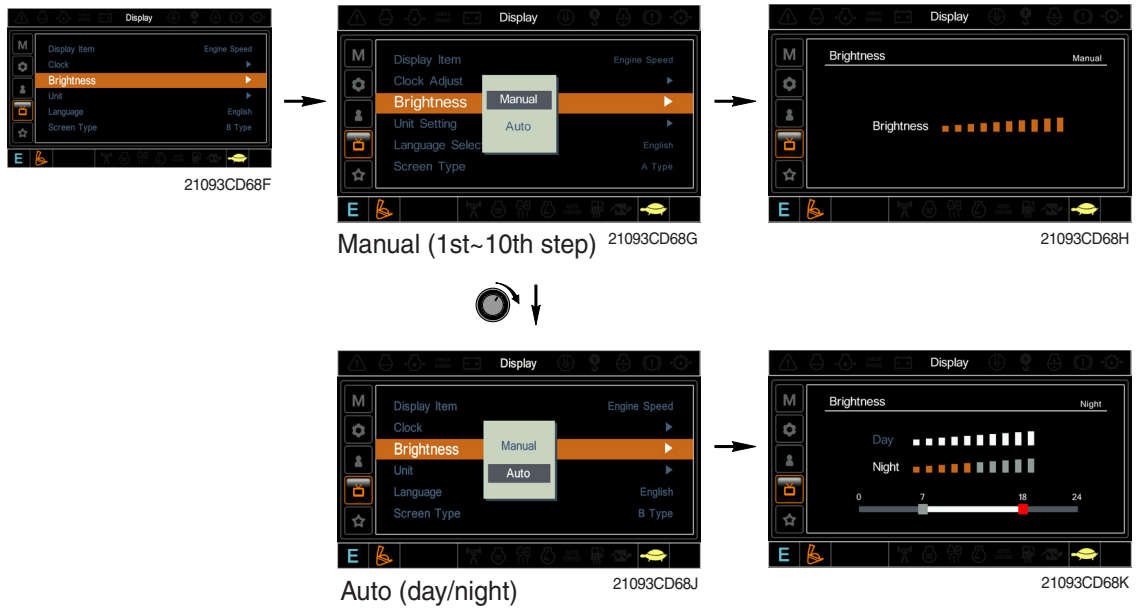 Display
M
Display Item Engine Speed
Clock
Brightness
Unit
Language English
Screen Type B Type
E
21093CD68F
Display
M
Display Item Engine Speed
Clock Adjust
Brightness
Unit Setting
Language Selec English
Screen Type A Type
Manual
Auto
E
Manual (1st~10th step) 21093CD68G
Display
M
Brightness Manual
Brightness
E
21093CD68H
Display
M
Display Item Engine Speed
Clock
Brightness
Unit
Language English
Screen Type B Type
Manual
Auto
E
Auto (day/night) 21093CD68J
Display
M
Brightness Night
Day
Night
0 7 18 24
E
21093CD68K